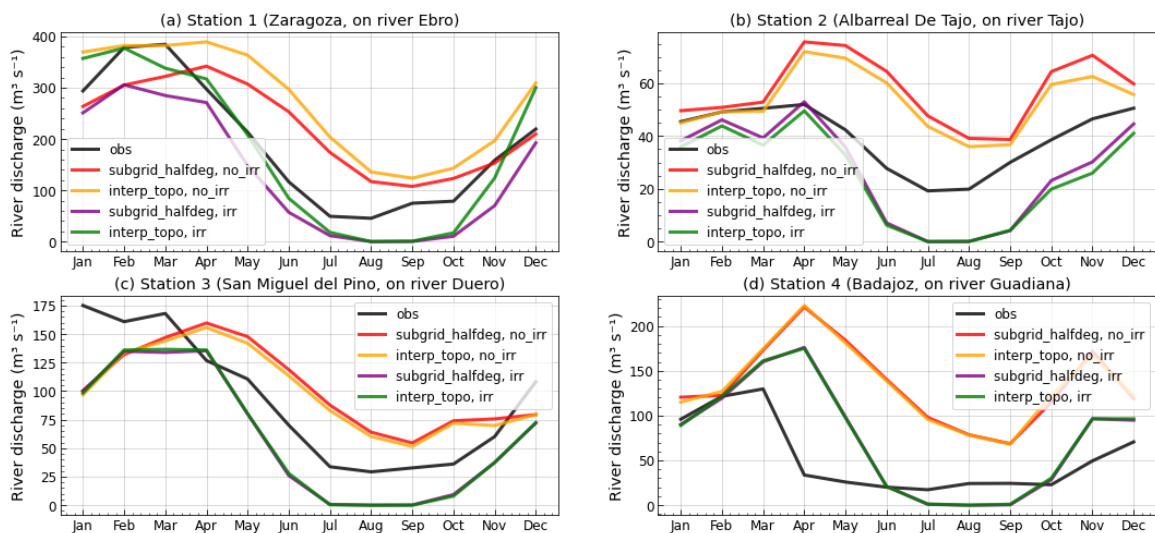 (a) Station 1 (Zaragoza, on river Ebro)
River discharge (m³ s⁻¹)
400
300
200
100
0
obs
subgrid_halfdeg, no_irr
interp_topo, no_irr
subgrid_halfdeg, irr
interp_topo, irr
Jan Feb Mar Apr May Jun Jul Aug Sep Oct Nov Dec
(b) Station 2 (Albarreal De Tajo, on river Tajo)
River discharge (m³ s⁻¹)
60
40
20
0
obs
subgrid_halfdeg, no_irr
interp_topo, no_irr
subgrid_halfdeg, irr
interp_topo, irr
Jan Feb Mar Apr May Jun Jul Aug Sep Oct Nov Dec
(c) Station 3 (San Miguel del Pino, on river Duero)
River discharge (m³ s⁻¹)
175
150
125
100
75
50
25
0
obs
subgrid_halfdeg, no_irr
interp_topo, no_irr
subgrid_halfdeg, irr
interp_topo, irr
Jan Feb Mar Apr May Jun Jul Aug Sep Oct Nov Dec
(d) Station 4 (Badajoz, on river Guadiana)
River discharge (m³ s⁻¹)
200
150
100
50
0
obs
subgrid_halfdeg, no_irr
interp_topo, no_irr
subgrid_halfdeg, irr
interp_topo, irr
Jan Feb Mar Apr May Jun Jul Aug Sep Oct Nov Dec